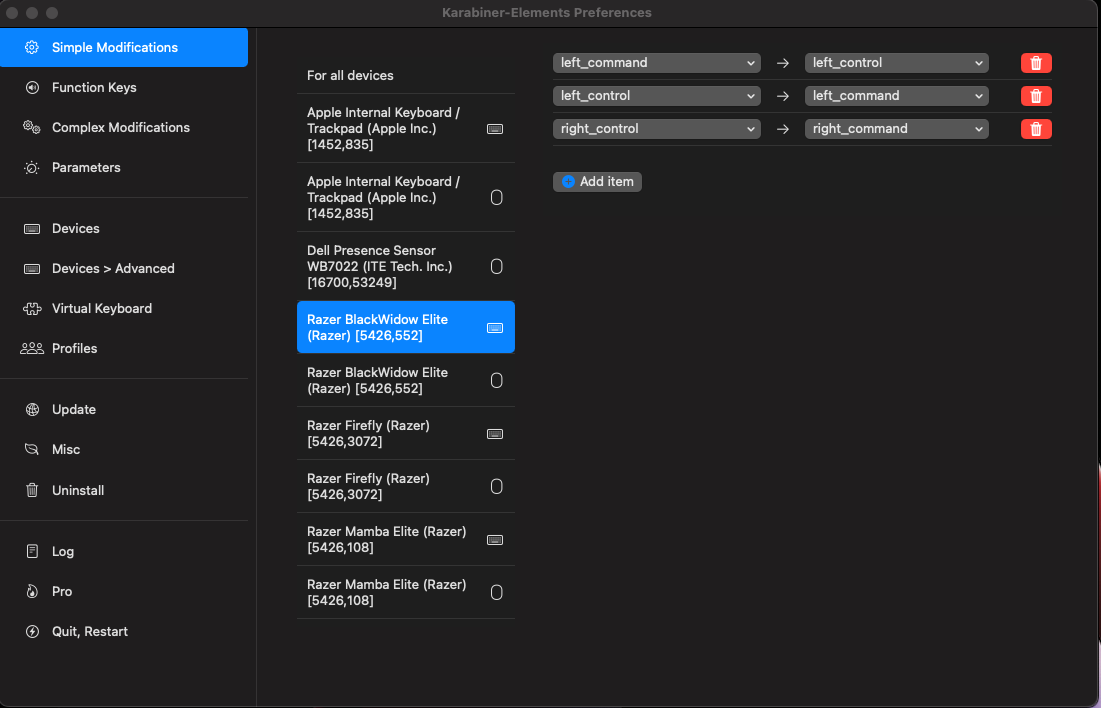 Karabiner-Elements Preferences
Simple Modifications
Function Keys
Complex Modifications
Parameters
Devices
Devices > Advanced
Virtual Keyboard
Profiles
Update
Misc
Uninstall
Log
Pro
Quit, Restart
For all devices
Apple Internal Keyboard /
Trackpad (Apple Inc.)
[1452,835]
Apple Internal Keyboard /
Trackpad (Apple Inc.)
[1452,835]
Dell Presence Sensor
WB7022 (ITE Tech. Inc.)
[16700,53249]
Razer BlackWidow Elite
(Razer) [5426,552]
Razer BlackWidow Elite
(Razer) [5426,552]
Razer Firefly (Razer)
[5426,3072]
Razer Firefly (Razer)
[5426,3072]
Razer Mamba Elite (Razer)
[5426,108]
Razer Mamba Elite (Razer)
[5426,108]
left_command → left_control
left_control → left_command
right_control → right_command
Add item